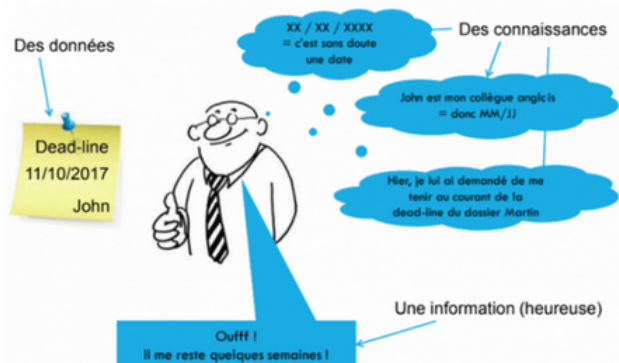 Des données
XX / XX / XXXX
= c'est sans doute
une date
Des connaissances
John est mon collègue anglais
= donc MM/JJ
Dead-line
11/10/2017
John
Hier, je lui ai demandé de me
tenir au courant de la
dead-line du dossier Martin
Une information (heureuse)
Oufff !
Il me reste quelques semaines !